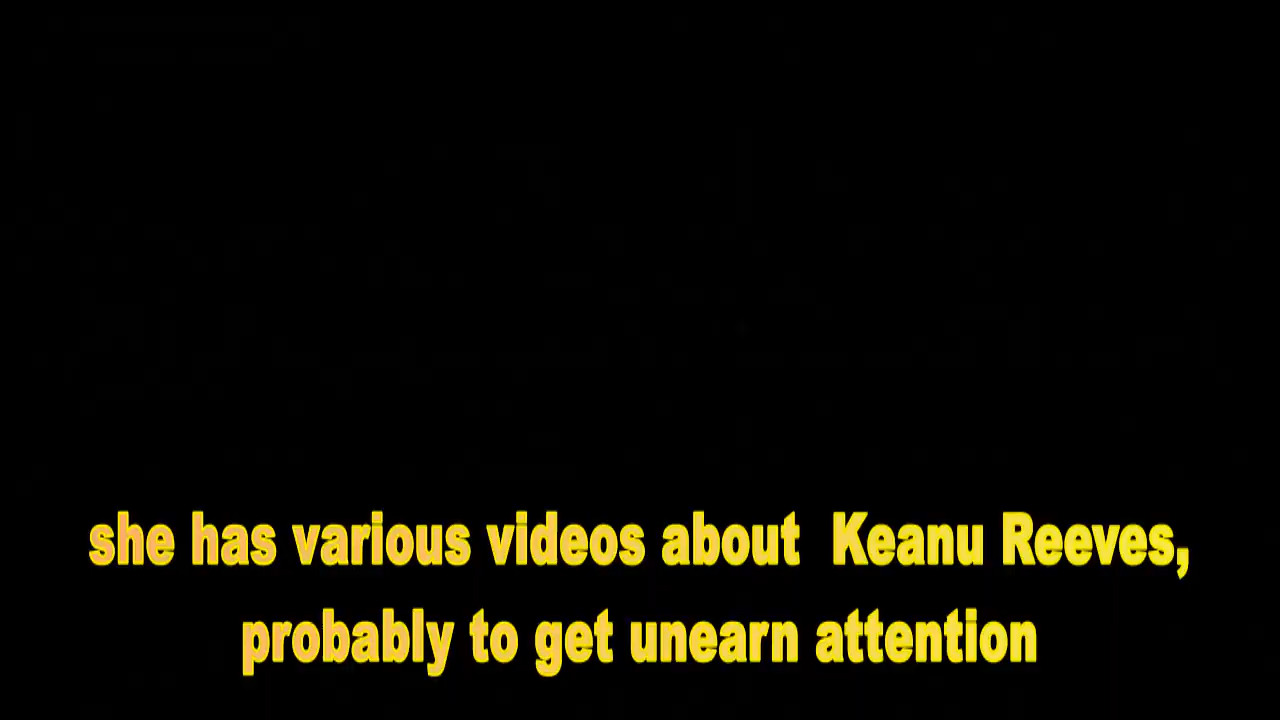 she has various videos about  Keanu Reeves,
probably to get unearn attention